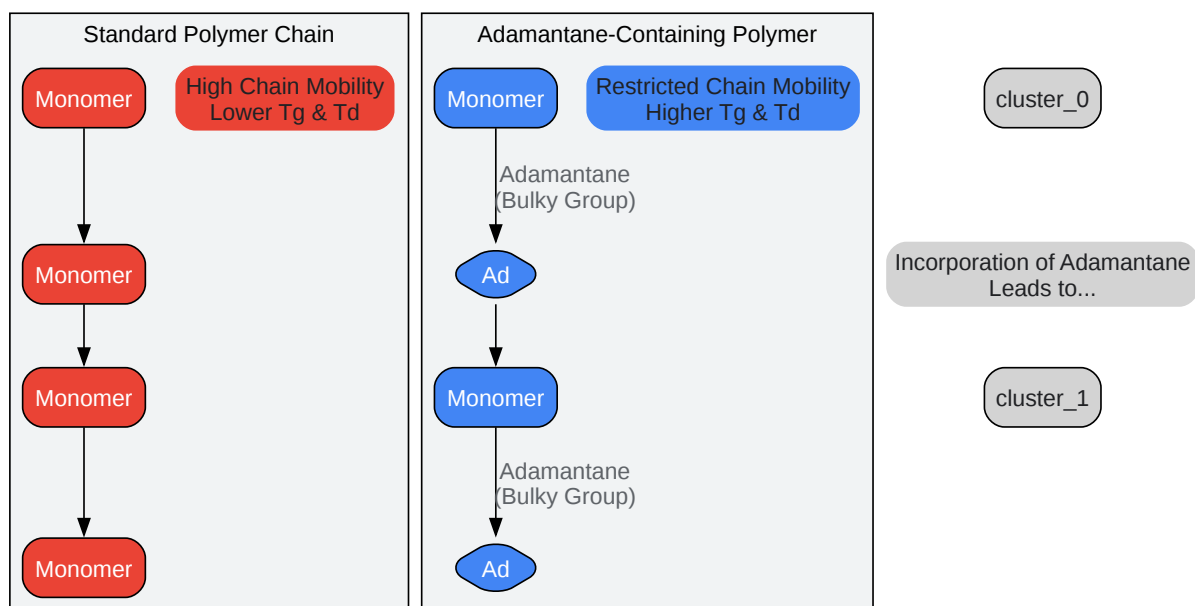 Standard Polymer Chain
Monomer
High Chain Mobility
Lower Tg & Td
Monomer
Monomer
Monomer
Adamantane-Containing Polymer
Monomer
Restricted Chain Mobility
Higher Tg & Td
Adamantane
(Bulky Group)
Ad
Monomer
Adamantane
(Bulky Group)
Ad
cluster_0
Incorporation of Adamantane
Leads to...
cluster_1